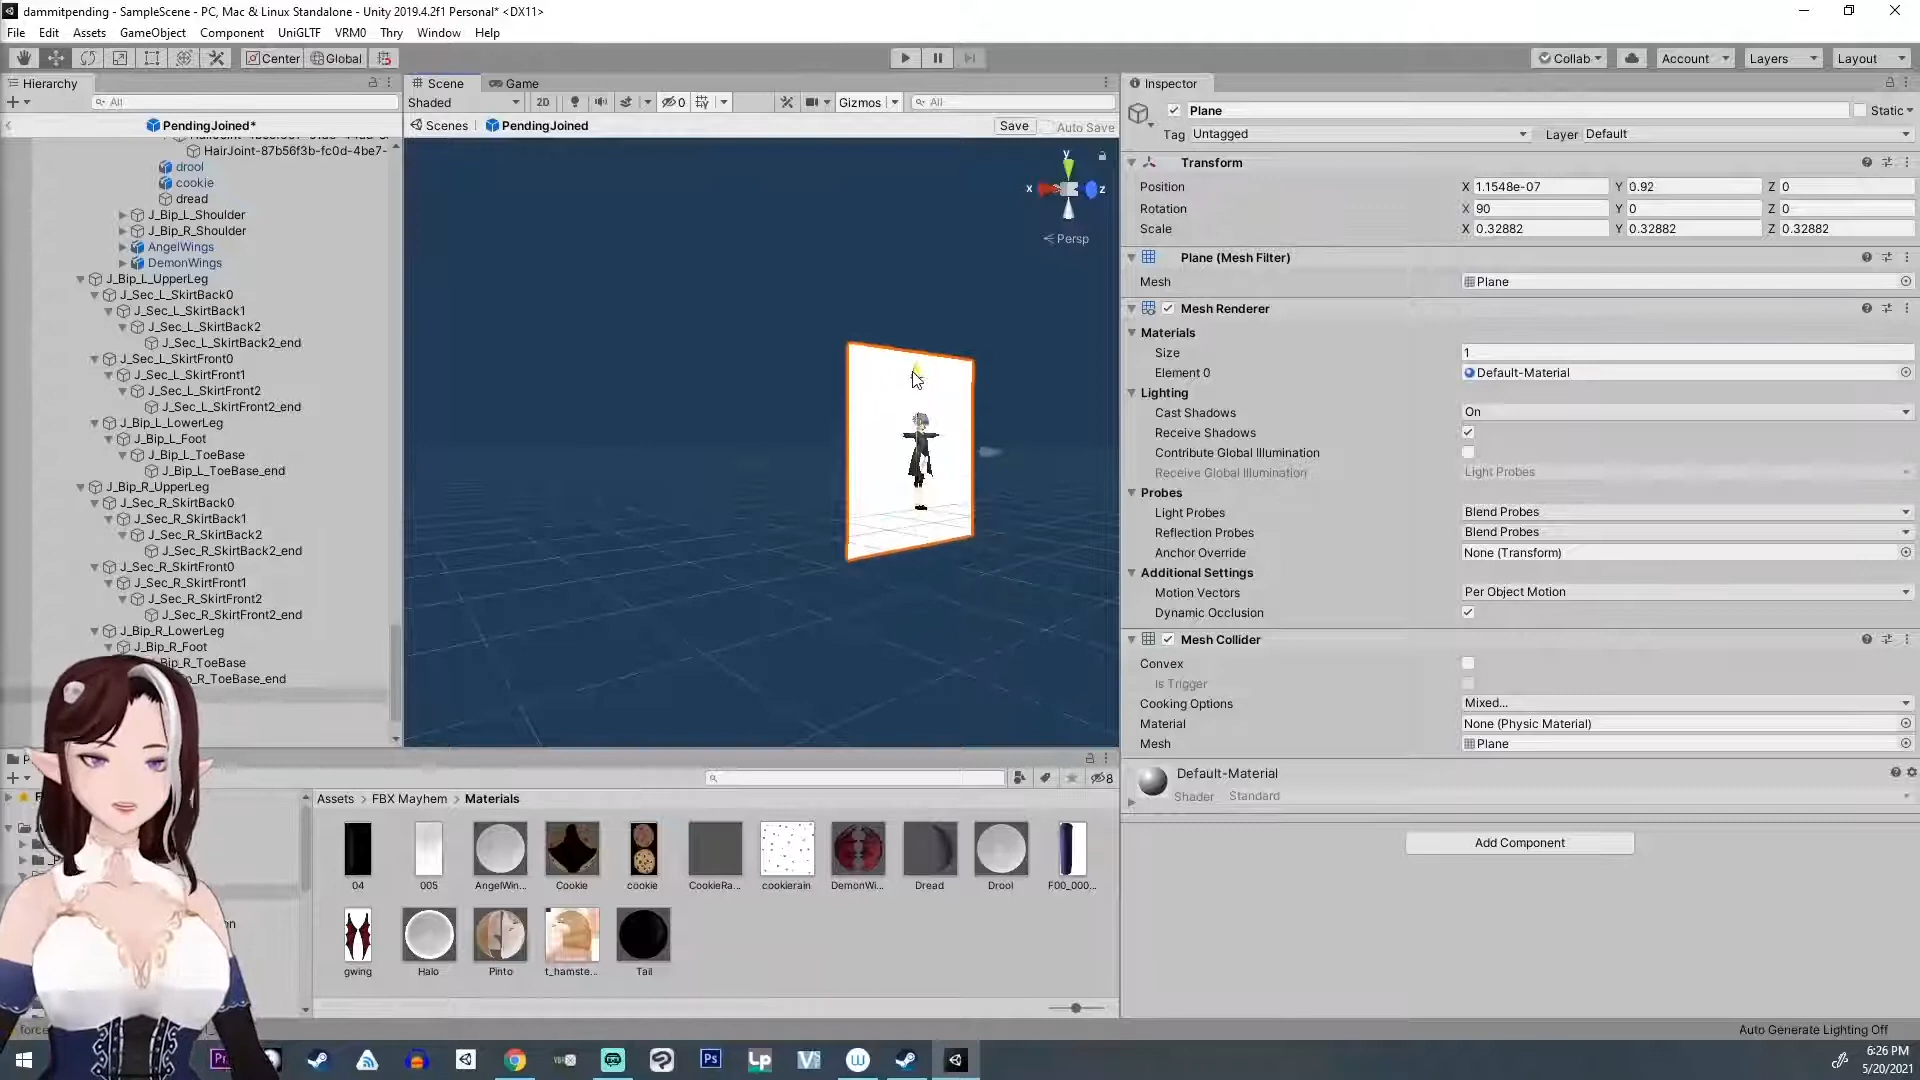 dammitpending - SampleScene - PC, Mac & Linux Standalone - Unity 2019.4.2f1 Personal* <DX11>
File Edit Assets GameObject Component UniGLTF VRM0 Thry Window Help
Center Global Collab Account Layers Layout
Hierarchy
All
PendingJoined*
HairJoint-87b56f3b-fc0d-4be7-
drool
cookie
dread
J_Bip_L_Shoulder
J_Bip_R_Shoulder
AngelWings
DemonWings
J_Bip_L_UpperLeg
J_Sec_L_SkirtBack0
J_Sec_L_SkirtBack1
J_Sec_L_SkirtBack2
J_Sec_L_SkirtBack2_end
J_Sec_L_SkirtFront0
J_Sec_L_SkirtFront1
J_Sec_L_SkirtFront2
J_Sec_L_SkirtFront2_end
J_Bip_L_LowerLeg
J_Bip_L_Foot
J_Bip_L_ToeBase
J_Bip_L_ToeBase_end
J_Bip_R_UpperLeg
J_Sec_R_SkirtBack0
J_Sec_R_SkirtBack1
J_Sec_R_SkirtBack2
J_Sec_R_SkirtBack2_end
J_Sec_R_SkirtFront0
J_Sec_R_SkirtFront1
J_Sec_R_SkirtFront2
J_Sec_R_SkirtFront2_end
J_Bip_R_LowerLeg
J_Bip_R_Foot
Bip_R_ToeBase
R_ToeBase_end
Scene Game
Shaded 2D 0 Gizmos All
Scenes PendingJoined Save Auto Save
y
x z
Persp
Inspector
Plane Static
Tag Untagged Layer Default
Transform
Position X 1.1548e-07 Y 0.92 Z 0
Rotation X 90 Y 0 Z 0
Scale X 0.32882 Y 0.32882 Z 0.32882
Plane (Mesh Filter)
Mesh Plane
Mesh Renderer
Materials
Size 1
Element 0 Default-Material
Lighting
Cast Shadows On
Receive Shadows
Contribute Global Illumination
Receive Global Illumination Light Probes
Probes
Light Probes Blend Probes
Reflection Probes Blend Probes
Anchor Override None (Transform)
Additional Settings
Motion Vectors Per Object Motion
Dynamic Occlusion
Mesh Collider
Convex
Is Trigger
Cooking Options Mixed...
Material None (Physic Material)
Mesh Plane
Default-Material
Shader Standard
Add Component
8
Assets > FBX Mayhem > Materials
04 005 AngelWin... Cookie cookie CookieRa... cookierain DemonWi... Dread Drool F00_000...
gwing Halo Pinto t_hamste... Tail
force
Auto Generate Lighting Off
Pr Ps Lp
6:26 PM
5/20/2021